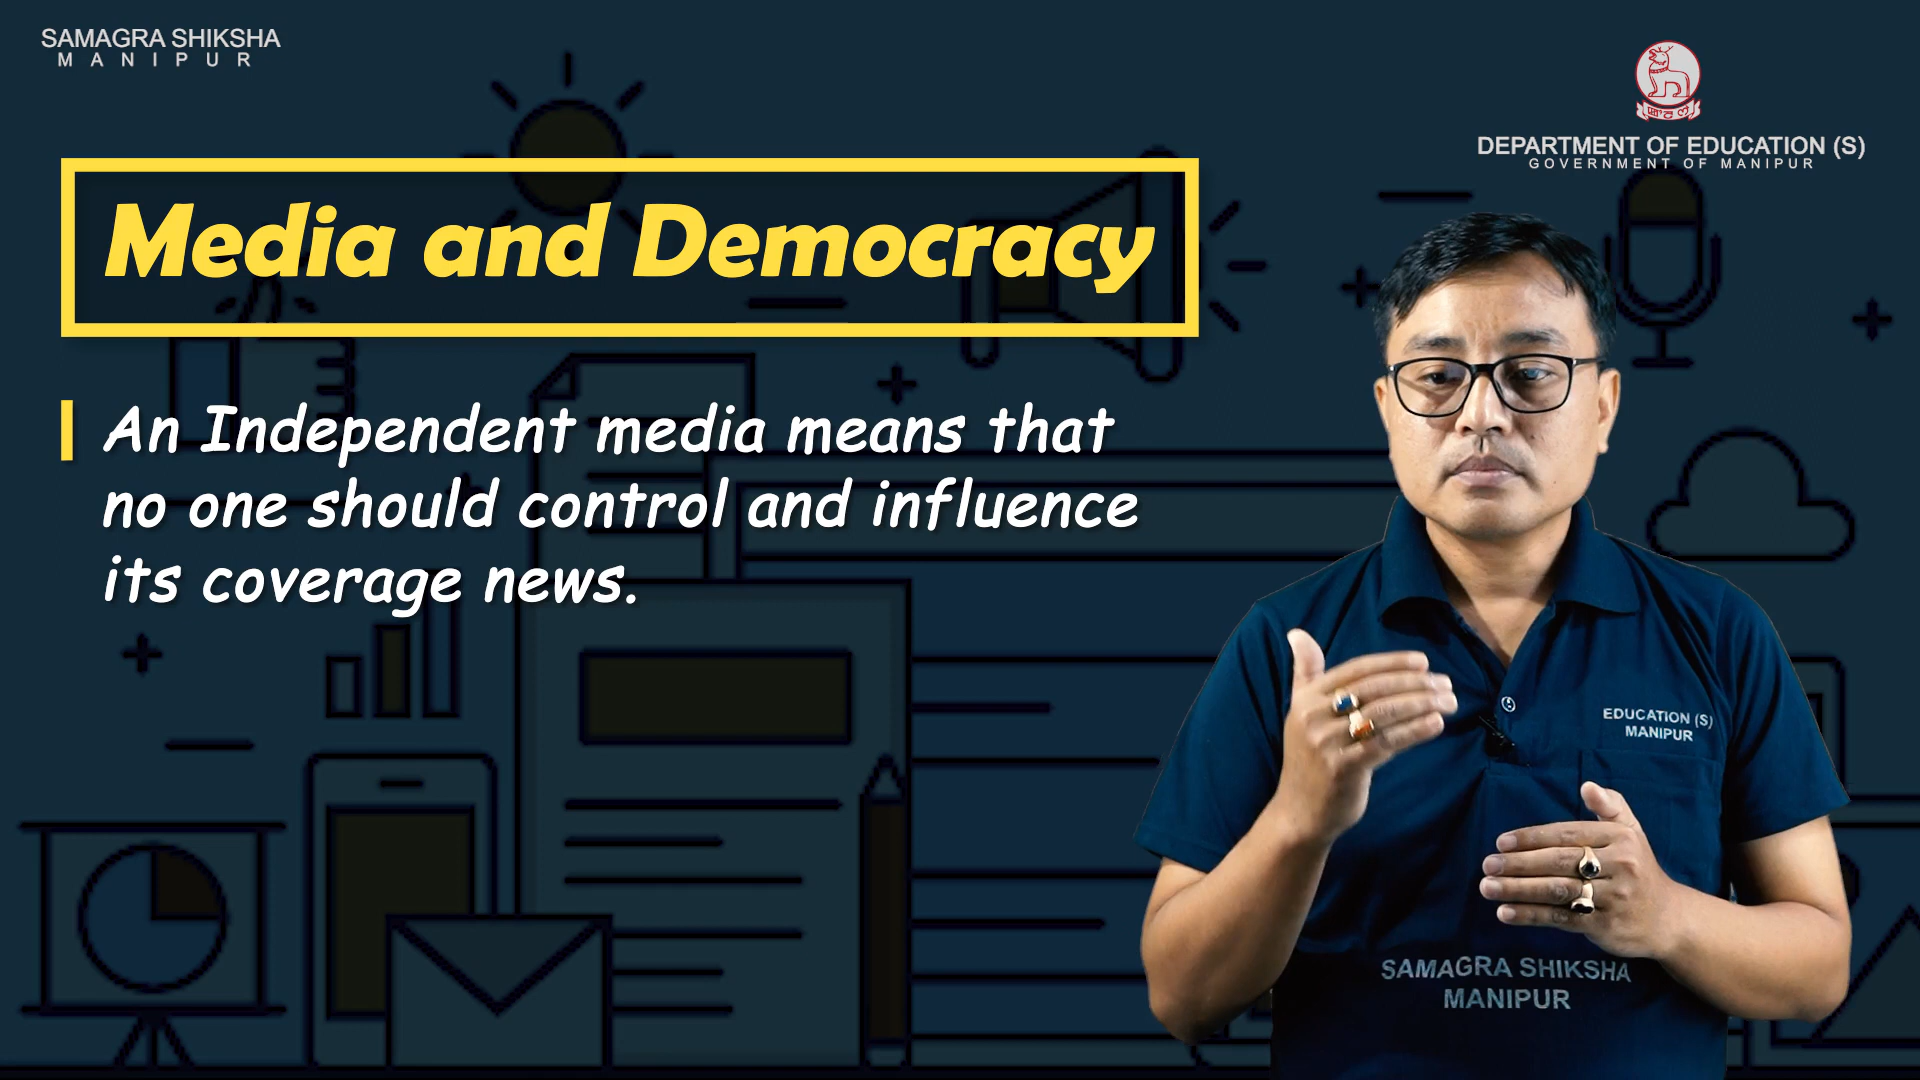 SAMAGRA SHIKSHA
MANIPUR
DEPARTMENT OF EDUCATION (S)
GOVERNMENT OF MANIPUR
Media and Democracy
An Independent media means that
no one should control and influence
its coverage news.
EDUCATION (S)
MANIPUR
SAMAGRA SHIKSHA
MANIPUR